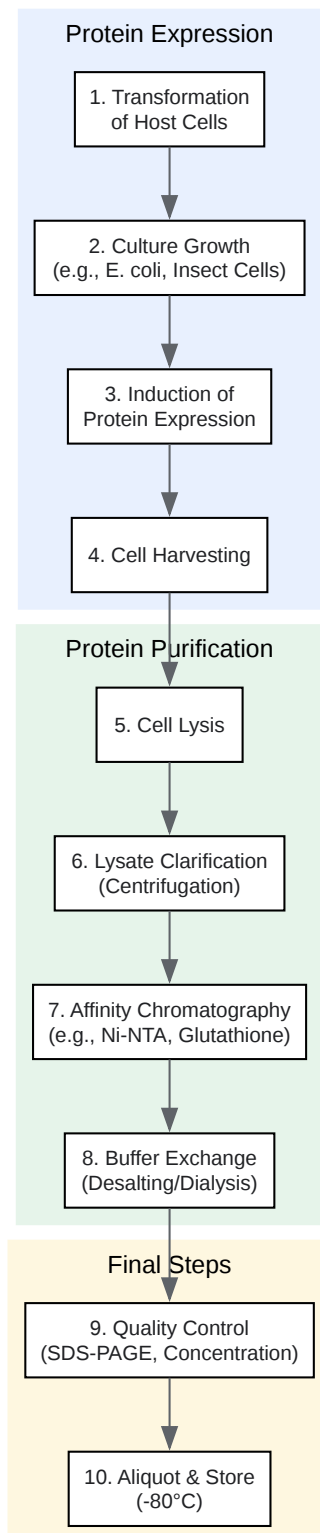 Protein Expression
1. Transformation
of Host Cells
2. Culture Growth
(e.g., E. coli, Insect Cells)
3. Induction of
Protein Expression
4. Cell Harvesting
Protein Purification
5. Cell Lysis
6. Lysate Clarification
(Centrifugation)
7. Affinity Chromatography
(e.g., Ni-NTA, Glutathione)
8. Buffer Exchange
(Desalting/Dialysis)
Final Steps
9. Quality Control
(SDS-PAGE, Concentration)
10. Aliquot & Store
(-80°C)